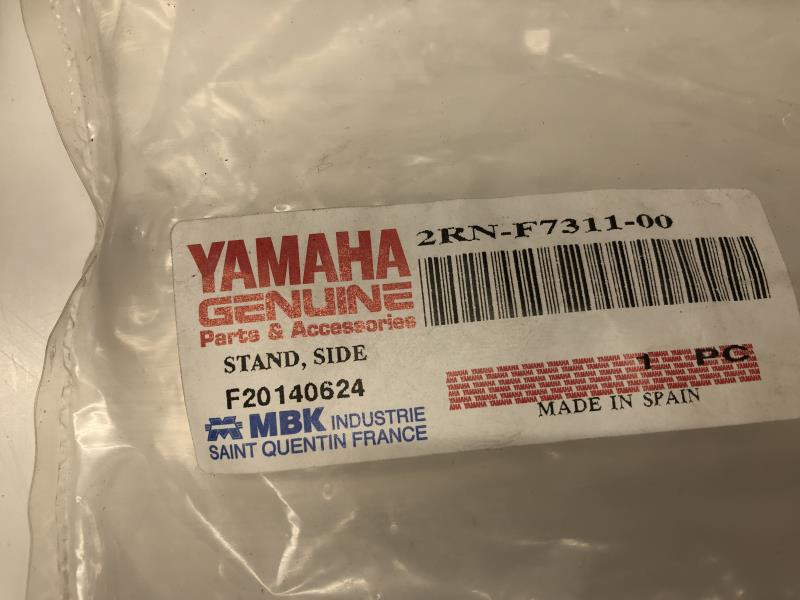 YAMAHA
GENUINE
Parts & Accessories
2RN-F7311-00
STAND, SIDE
F20140624
1 PC
MADE IN SPAIN
MBK INDUSTRIE
SAINT QUENTIN FRANCE